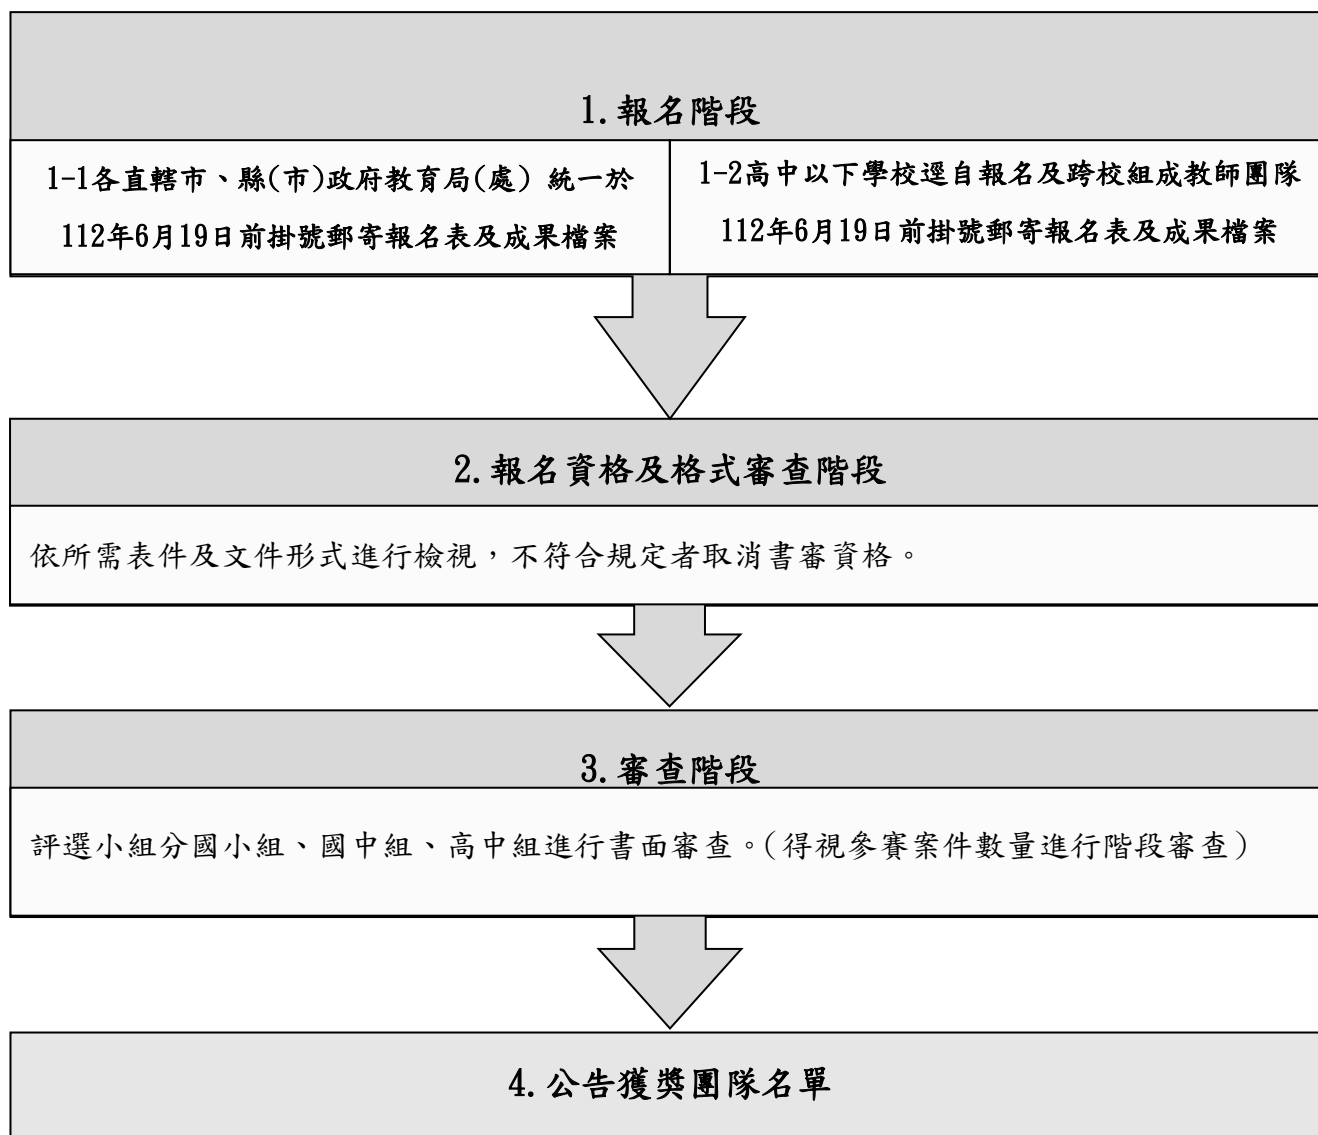 1.報名階段
1-1各直轄市、縣(市)政府教育局(處) 統一於
112年6月19日前掛號郵寄報名表及成果檔案
1-2高中以下學校逕自報名及跨校組成教師團隊
112年6月19日前掛號郵寄報名表及成果檔案
2.報名資格及格式審查階段
依所需表件及文件形式進行檢視，不符合規定者取消書審資格。
3.審查階段
評選小組分國小組、國中組、高中組進行書面審查。(得視參賽案件數量進行階段審查)
4.公告獲獎團隊名單